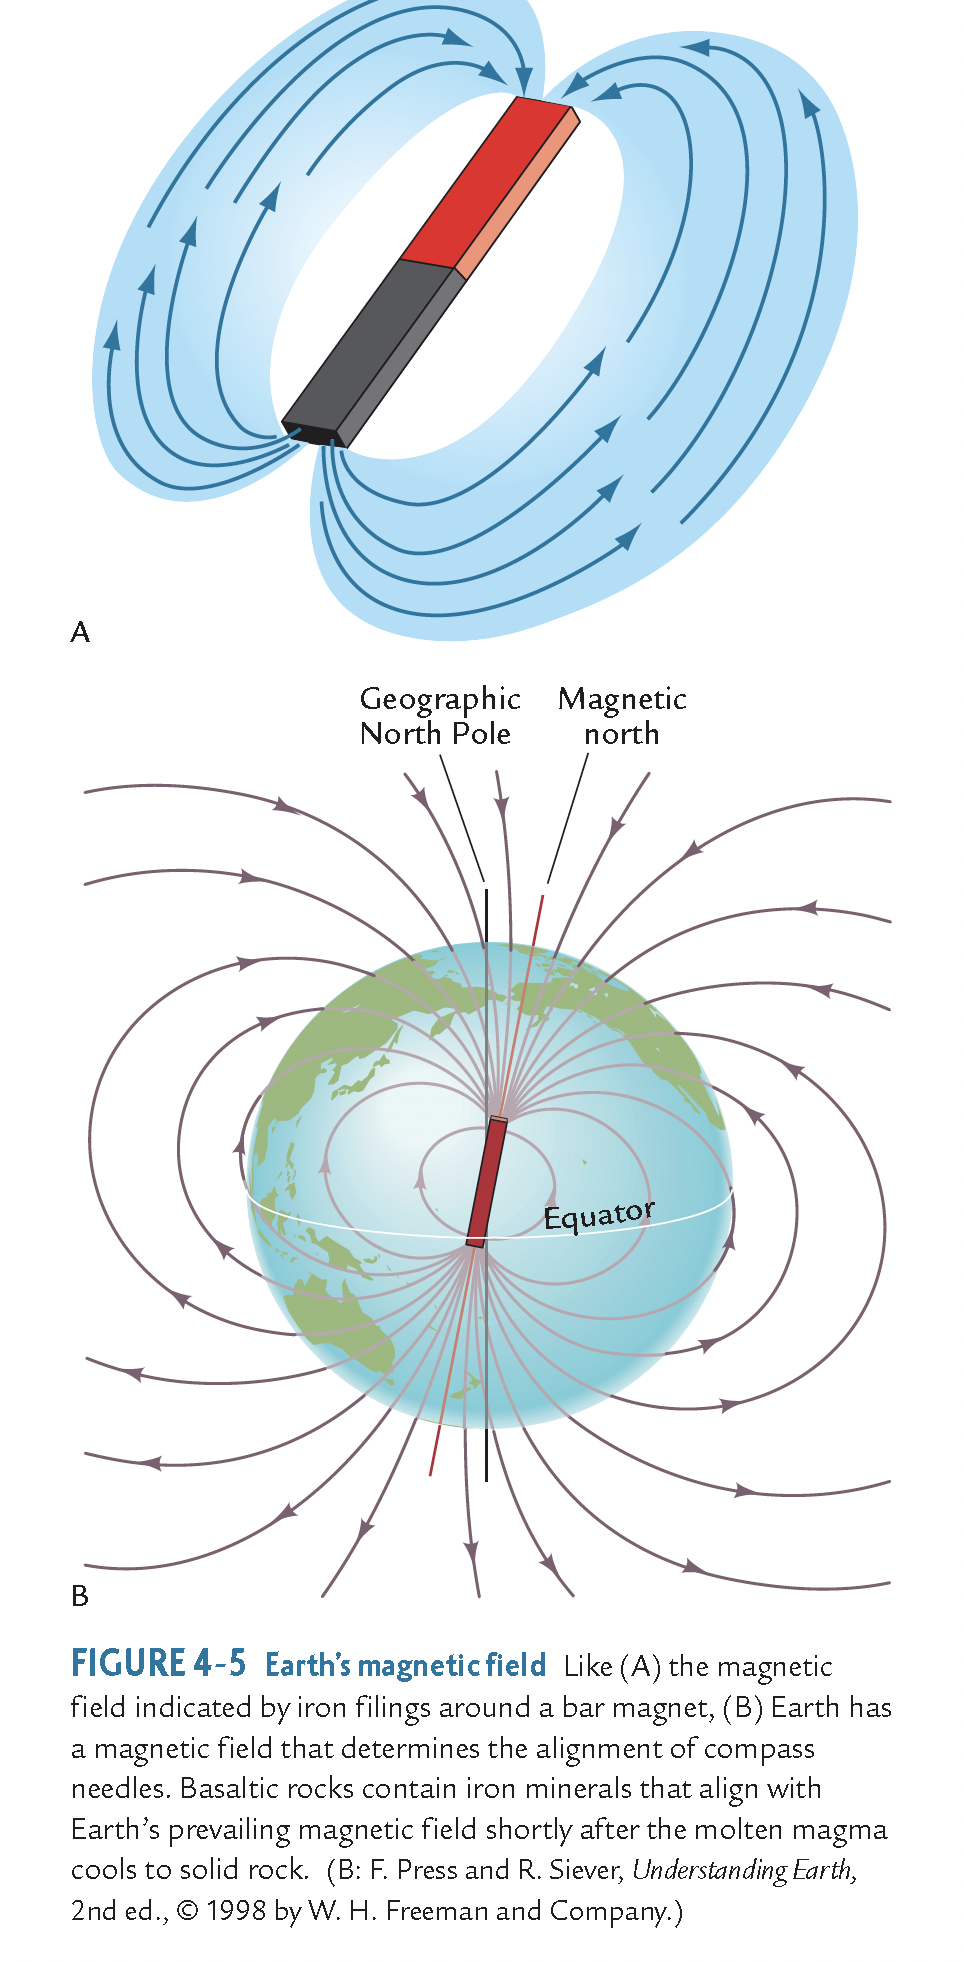 A
Geographic
North Pole
Magnetic
north
Equator
B
FIGURE 4-5 Earth's magnetic field Like (A) the magnetic
field indicated by iron filings around a bar magnet, (B) Earth has
a magnetic field that determines the alignment of compass
needles. Basaltic rocks contain iron minerals that align with
Earth's prevailing magnetic field shortly after the molten magma
cools to solid rock. (B: F. Press and R. Siever, Understanding Earth,
2nd ed., © 1998 by W. H. Freeman and Company.)